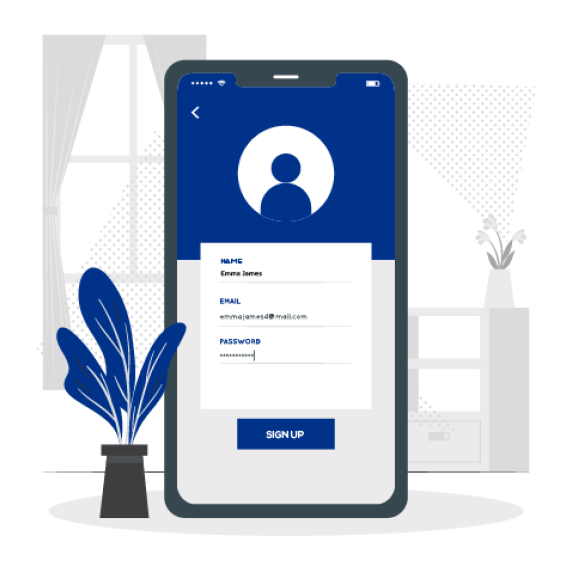 NAME
Emma James
EMAIL
emmajames4@mail.com
PASSWORD
***********
SIGN UP